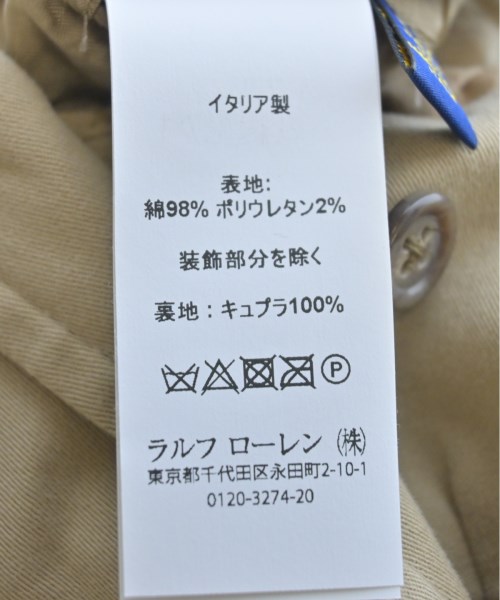 イタリア製
表地:
綿98% ポリウレタン2%
装飾部分を除く
裏地：キュプラ100%
P
ラルフ ローレン（株）
東京都千代田区永田町2-10-1
0120-3274-20